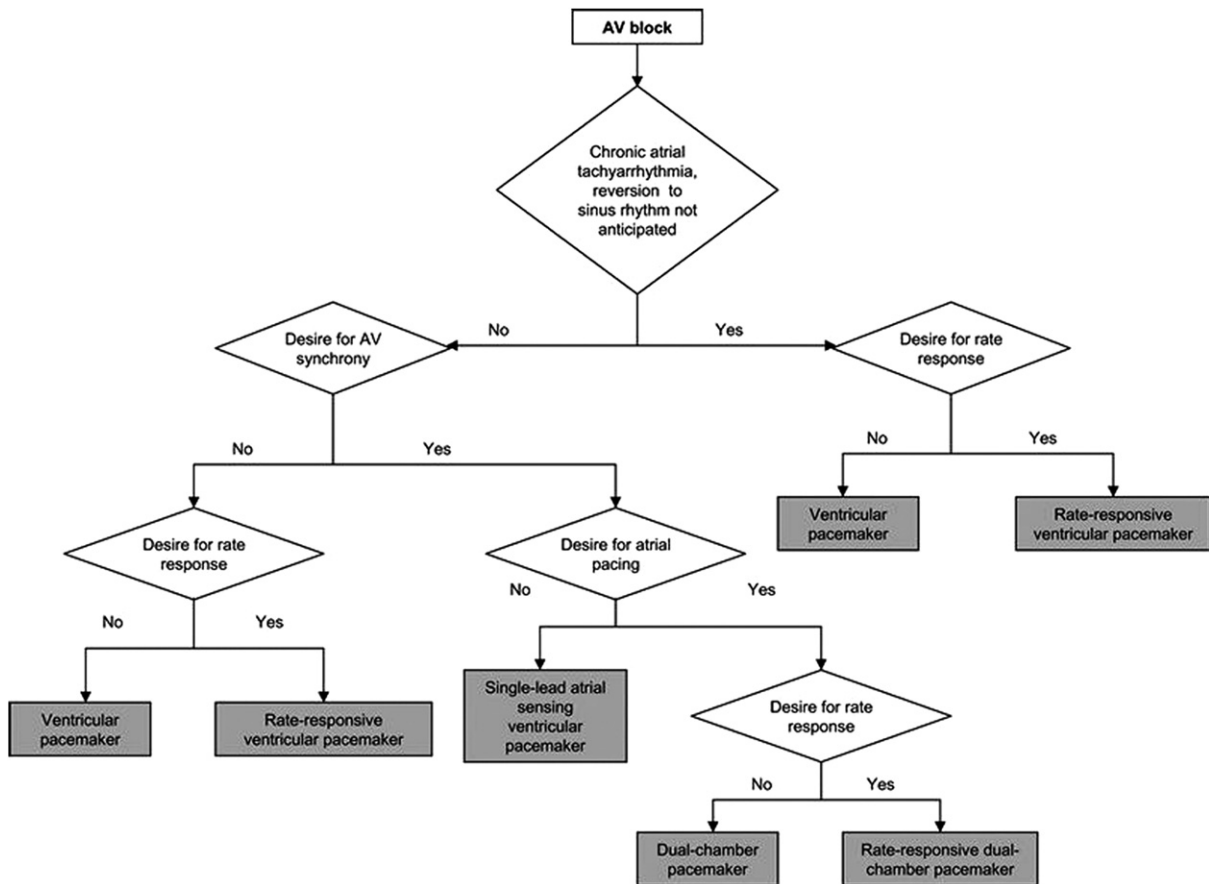 AV block
Chronic atrial
tachyarrhythmia,
reversion to
sinus rhythm not
anticipated
No
Yes
Desire for AV
synchrony
Desire for rate
response
No
Yes
No
Yes
Desire for rate
response
Desire for atrial
pacing
Ventricular
pacemaker
Rate-responsive
ventricular pacemaker
No
Yes
No
Yes
Ventricular
pacemaker
Rate-responsive
ventricular pacemaker
Single-lead atrial
sensing
ventricular
pacemaker
Desire for rate
response
No
Yes
Dual-chamber
pacemaker
Rate-responsive dual-
chamber pacemaker